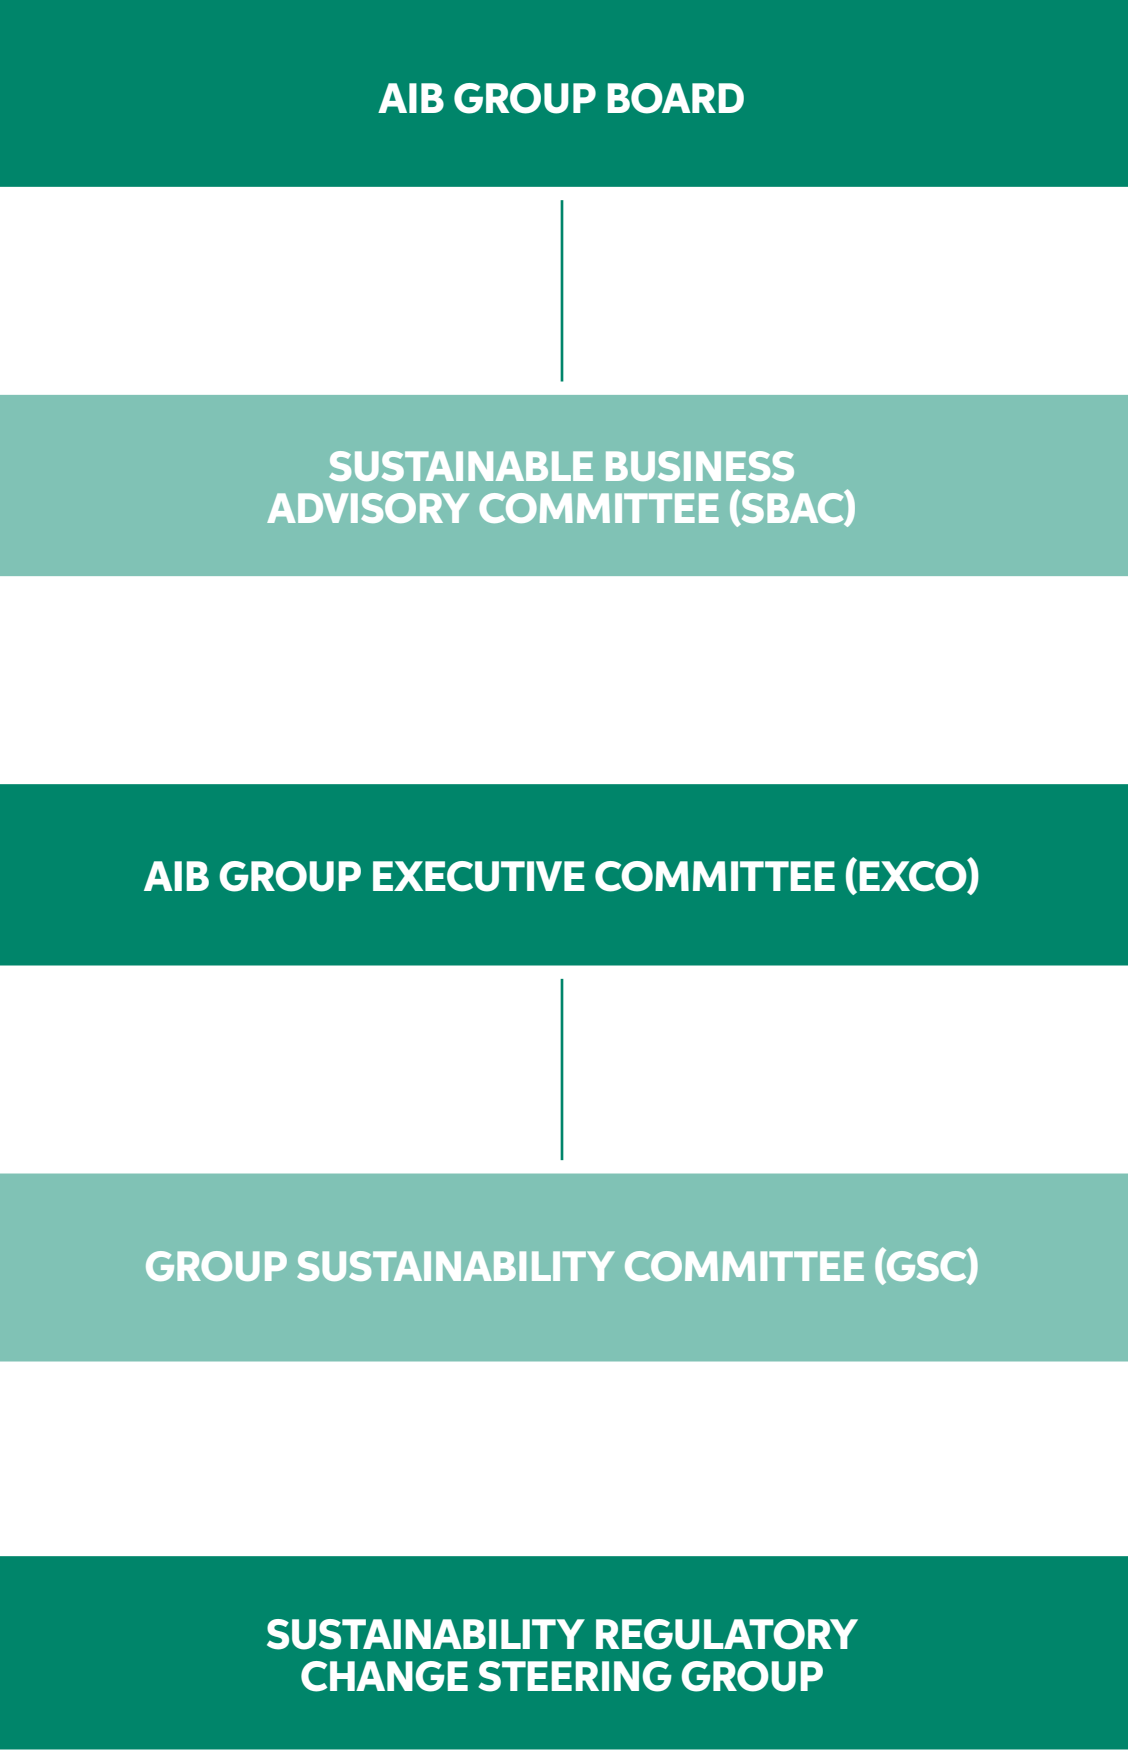 AIB GROUP BOARD
SUSTAINABLE BUSINESS
ADVISORY COMMITTEE (SBAC)
AIB GROUP EXECUTIVE COMMITTEE (EXCO)
GROUP SUSTAINABILITY COMMITTEE (GSC)
SUSTAINABILITY REGULATORY
CHANGE STEERING GROUP